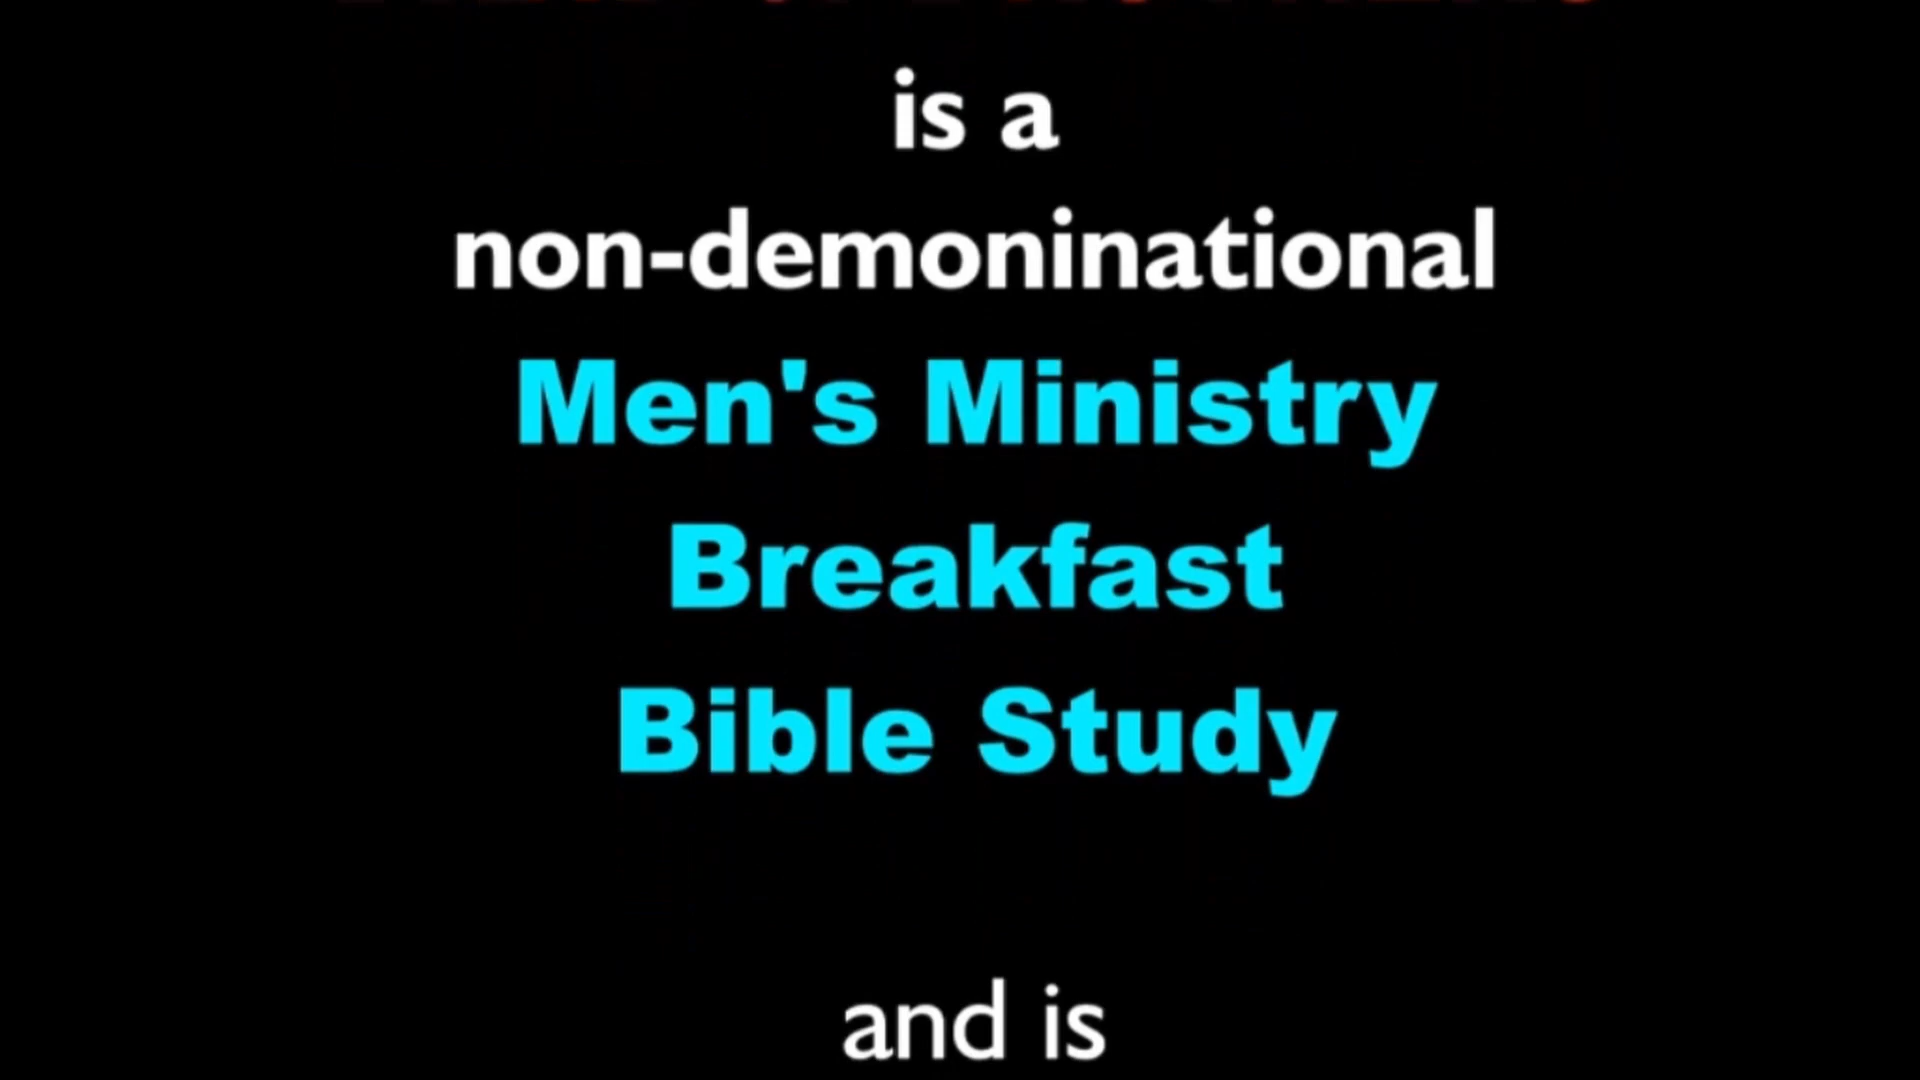 is a
non-demoninational
Men's Ministry
Breakfast
Bible Study
and is